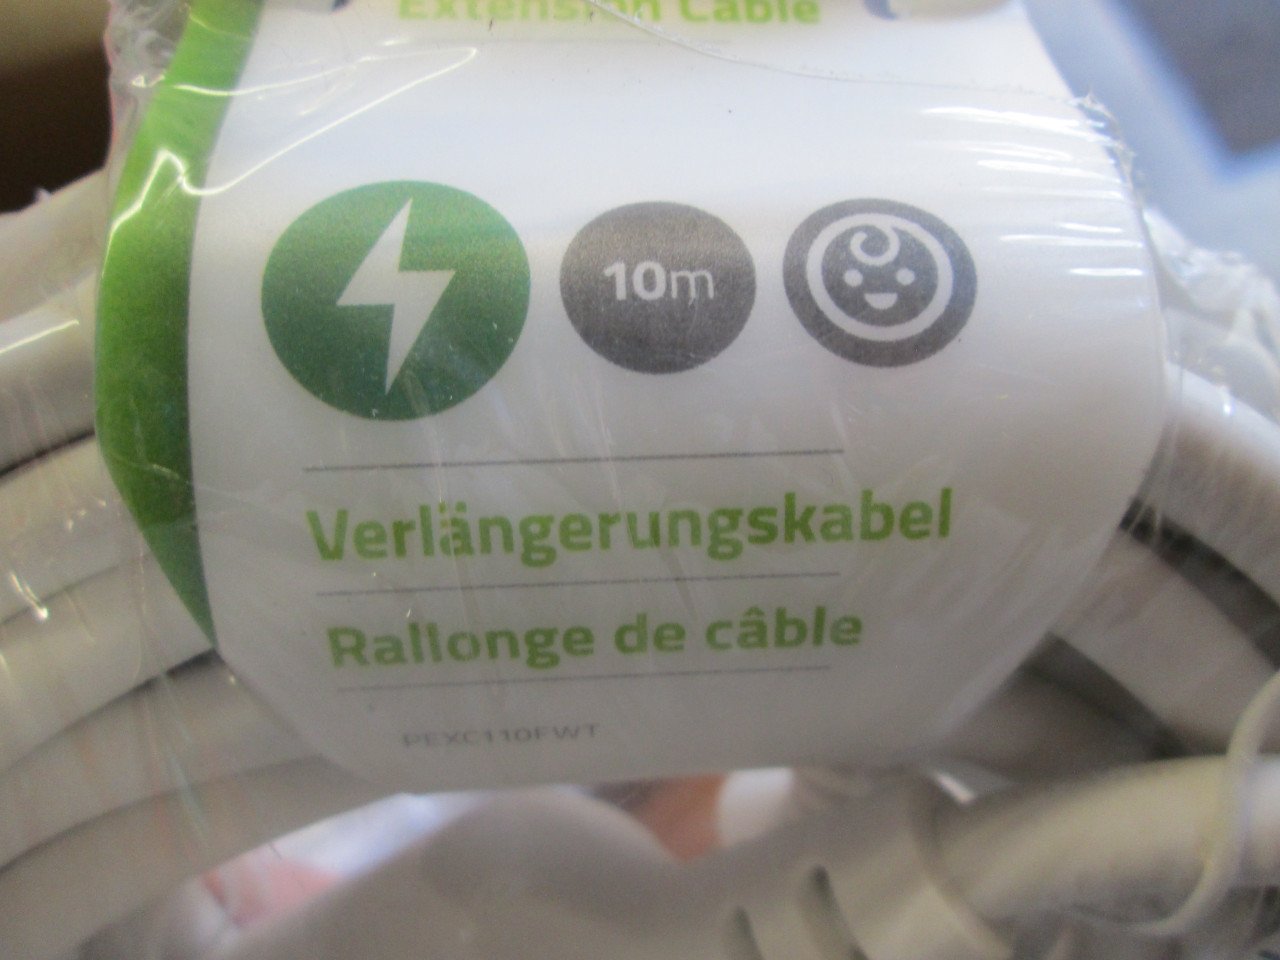 Extension Cable
10m
Verlängerungskabel
Rallonge de câble
PEXC110FWT